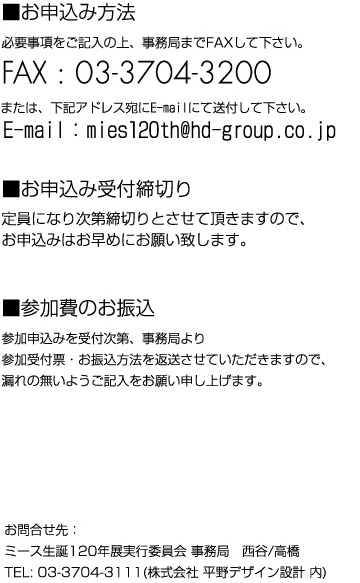 ■お申込み方法
必要事項をご記入の上、事務局までFAXして下さい。
FAX : 03-3704-3200
または、下記アドレス宛にE-mailにて送付して下さい。
E-mail：mies120th@hd-group.co.jp
■お申込み受付締切り
定員になり次第締切りとさせて頂きますので、
お申込みはお早めにお願い致します。
■参加費のお振込
参加申込みを受付次第、事務局より
参加受付票・お振込方法を返送させていただきますので、
漏れの無いようご記入をお願い申し上げます。
お問合せ先：
ミース生誕120年展実行委員会 事務局　西谷/高橋
TEL: 03-3704-3111(株式会社 平野デザイン設計 内)